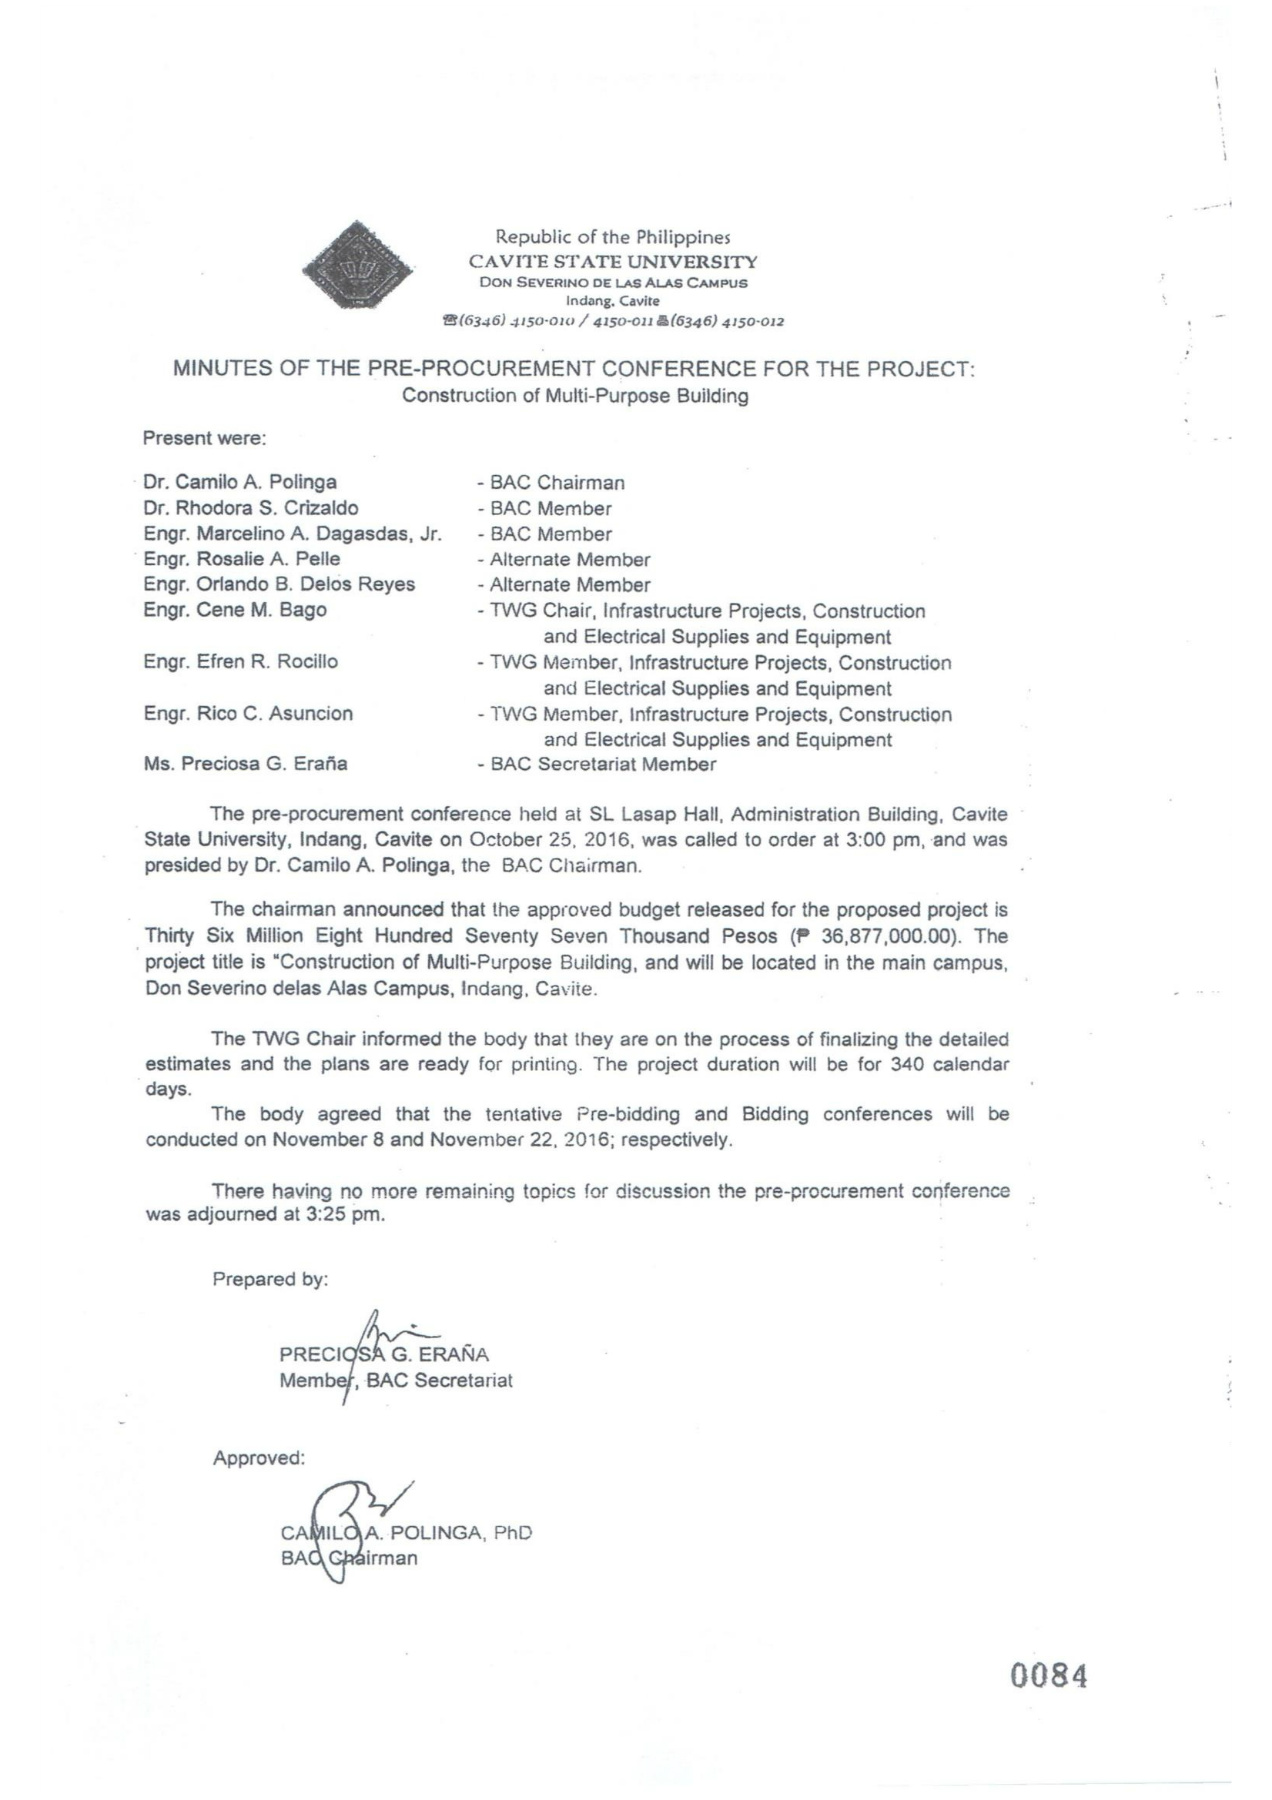 Republic of the Philippines
CAVITE STATE UNIVERSITY
DON SEVERINO DE LAS ALAS CAMPUS
Indang, Cavite
☎(6346) 4150-010 / 4150-011 🖷(6346) 4150-012
MINUTES OF THE PRE-PROCUREMENT CONFERENCE FOR THE PROJECT:
Construction of Multi-Purpose Building
Present were:
Dr. Camilo A. Polinga - BAC Chairman
Dr. Rhodora S. Crizaldo - BAC Member
Engr. Marcelino A. Dagasdas, Jr. - BAC Member
Engr. Rosalie A. Pelle - Alternate Member
Engr. Orlando B. Delos Reyes - Alternate Member
Engr. Cene M. Bago - TWG Chair, Infrastructure Projects, Construction
and Electrical Supplies and Equipment
Engr. Efren R. Rocillo - TWG Member, Infrastructure Projects, Construction
and Electrical Supplies and Equipment
Engr. Rico C. Asuncion - TWG Member, Infrastructure Projects, Construction
and Electrical Supplies and Equipment
Ms. Preciosa G. Eraña - BAC Secretariat Member
The pre-procurement conference held at SL Lasap Hall, Administration Building, Cavite
State University, Indang, Cavite on October 25, 2016, was called to order at 3:00 pm, and was
presided by Dr. Camilo A. Polinga, the BAC Chairman.
The chairman announced that the approved budget released for the proposed project is
Thirty Six Million Eight Hundred Seventy Seven Thousand Pesos (₱ 36,877,000.00). The
project title is "Construction of Multi-Purpose Building, and will be located in the main campus,
Don Severino delas Alas Campus, Indang, Cavite.
The TWG Chair informed the body that they are on the process of finalizing the detailed
estimates and the plans are ready for printing. The project duration will be for 340 calendar
days.
The body agreed that the tentative Pre-bidding and Bidding conferences will be
conducted on November 8 and November 22, 2016; respectively.
There having no more remaining topics for discussion the pre-procurement conference
was adjourned at 3:25 pm.
Prepared by:
PRECIOSA G. ERAÑA
Member, BAC Secretariat
Approved:
CAMILO A. POLINGA, PhD
BAC Chairman
0084